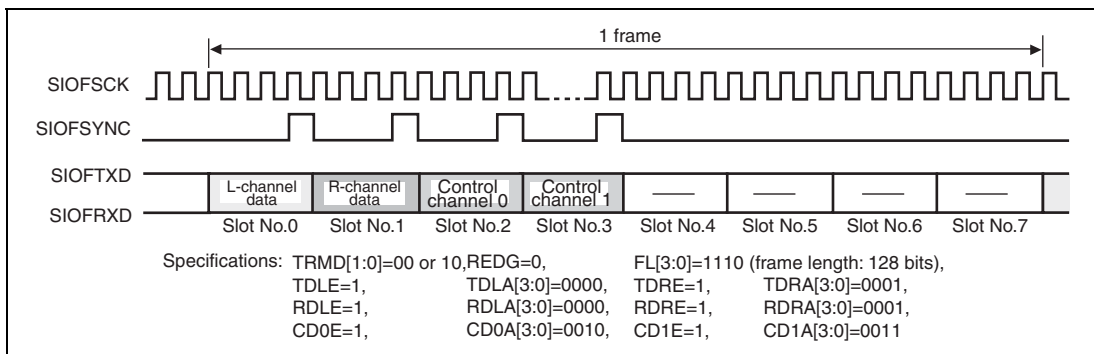 1 frame
SIOFSCK
SIOFSYNC
SIOFTXD
SIOFRXD
L-channel data
R-channel data
Control channel 0
Control channel 1
Slot No.0 Slot No.1 Slot No.2 Slot No.3 Slot No.4 Slot No.5 Slot No.6 Slot No.7
Specifications: TRMD[1:0]=00 or 10, REDG=0, FL[3:0]=1110 (frame length: 128 bits),
TDLE=1, TDLA[3:0]=0000, TDRE=1, TDRA[3:0]=0001,
RDLE=1, RDLA[3:0]=0000, RDRE=1, RDRA[3:0]=0001,
CD0E=1, CD0A[3:0]=0010, CD1E=1, CD1A[3:0]=0011